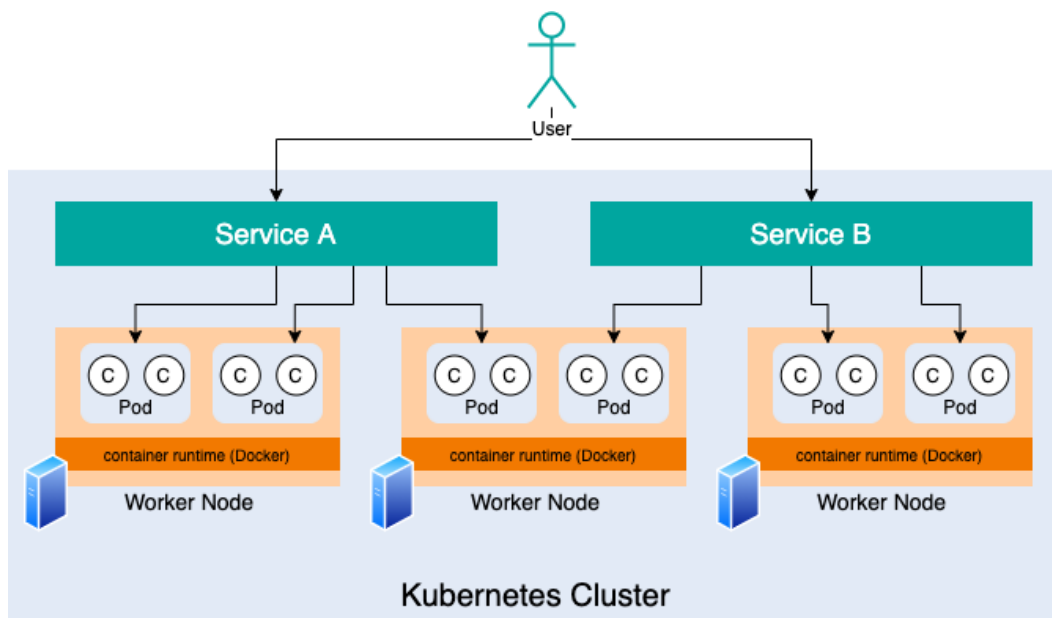 User
Service A
Service B
C C C C C C C C C C C C
Pod Pod Pod Pod Pod Pod
container runtime (Docker) container runtime (Docker) container runtime (Docker)
Worker Node Worker Node Worker Node
Kubernetes Cluster